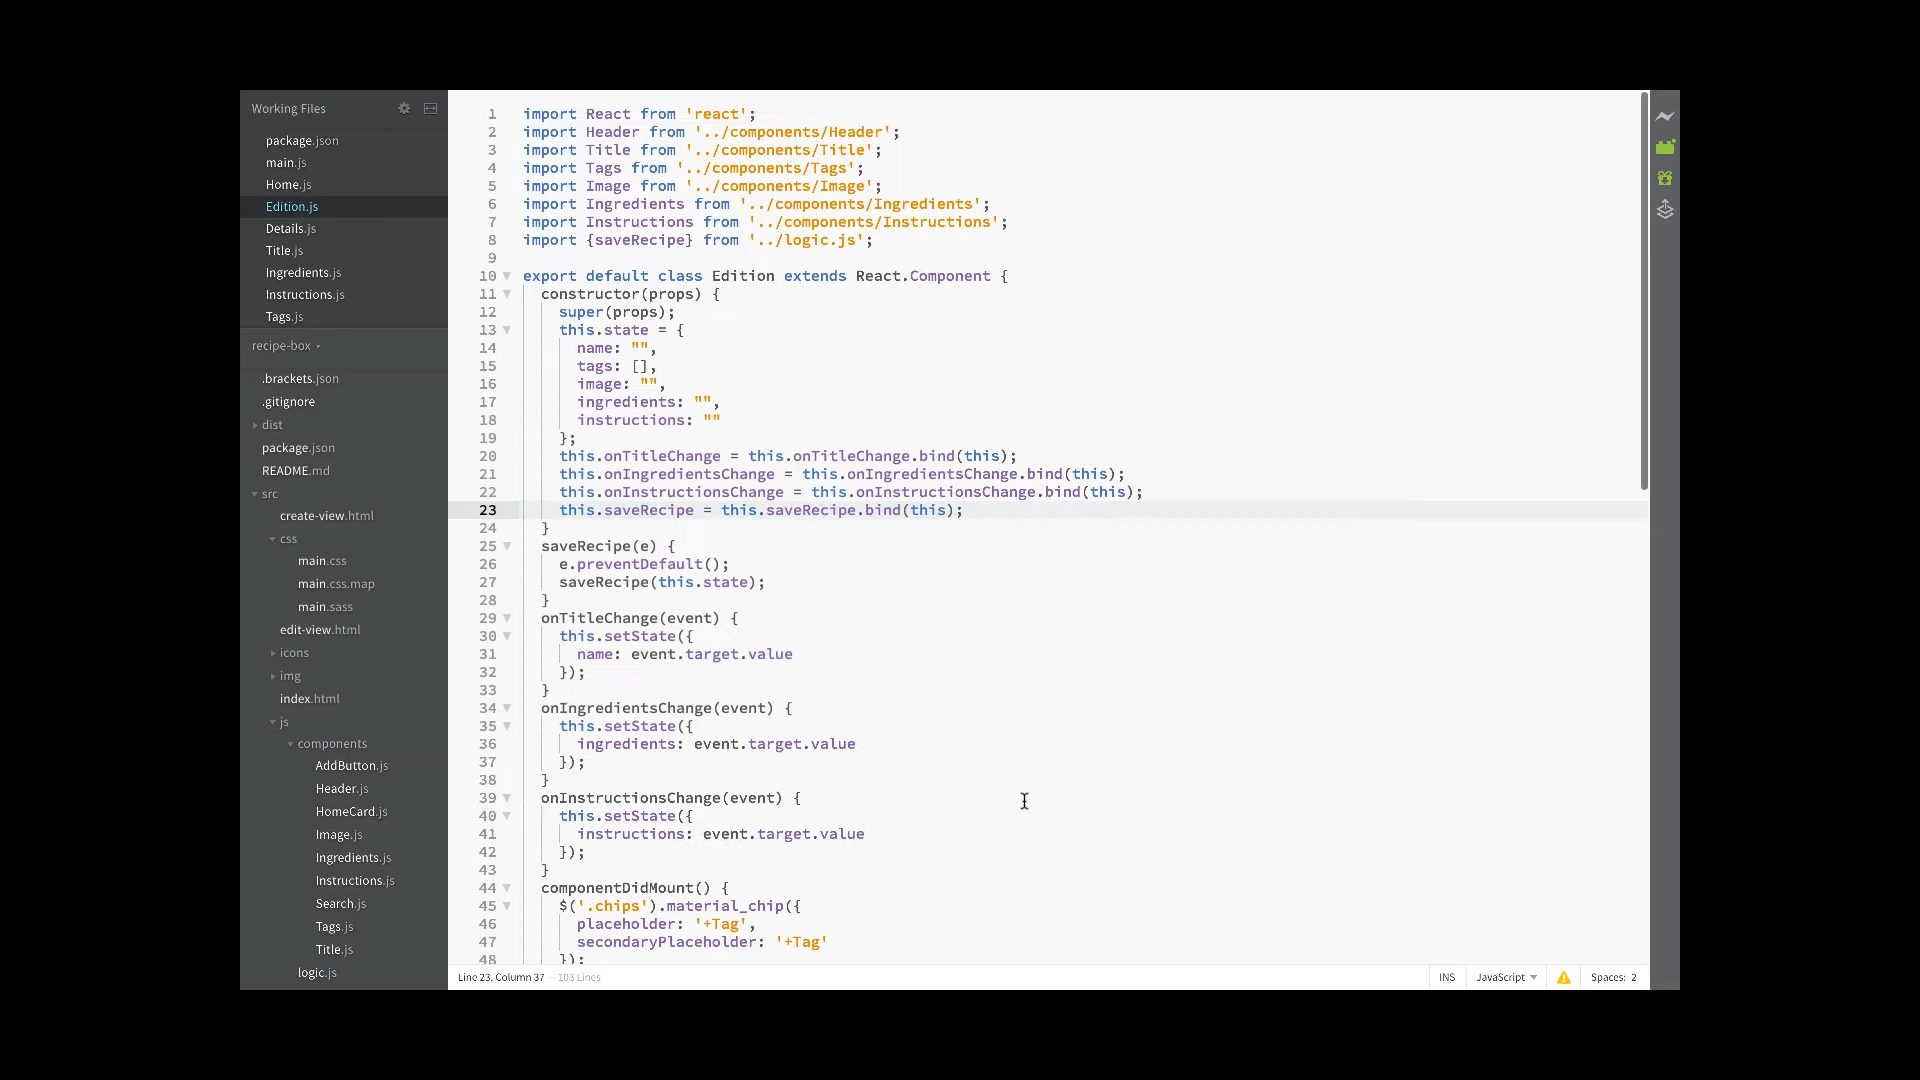 Working Files
package.json
main.js
Home.js
Edition.js
Details.js
Title.js
Ingredients.js
Instructions.js
Tags.js
recipe-box
.brackets.json
.gitignore
dist
package.json
README.md
src
create-view.html
css
main.css
main.css.map
main.sass
edit-view.html
icons
img
index.html
js
components
AddButton.js
Header.js
HomeCard.js
Image.js
Ingredients.js
Instructions.js
Search.js
Tags.js
Title.js
logic.js
1 import React from 'react';
2 import Header from '../components/Header';
3 import Title from '../components/Title';
4 import Tags from '../components/Tags';
5 import Image from '../components/Image';
6 import Ingredients from '../components/Ingredients';
7 import Instructions from '../components/Instructions';
8 import {saveRecipe} from '../logic.js';
9
10 export default class Edition extends React.Component {
11 constructor(props) {
12 super(props);
13 this.state = {
14 name: "",
15 tags: [],
16 image: "",
17 ingredients: "",
18 instructions: ""
19 };
20 this.onTitleChange = this.onTitleChange.bind(this);
21 this.onIngredientsChange = this.onIngredientsChange.bind(this);
22 this.onInstructionsChange = this.onInstructionsChange.bind(this);
23 this.saveRecipe = this.saveRecipe.bind(this);
24 }
25 saveRecipe(e) {
26 e.preventDefault();
27 saveRecipe(this.state);
28 }
29 onTitleChange(event) {
30 this.setState({
31 name: event.target.value
32 });
33 }
34 onIngredientsChange(event) {
35 this.setState({
36 ingredients: event.target.value
37 });
38 }
39 onInstructionsChange(event) {
40 this.setState({
41 instructions: event.target.value
42 });
43 }
44 componentDidMount() {
45 $('.chips').material_chip({
46 placeholder: '+Tag',
47 secondaryPlaceholder: '+Tag'
48 });
Line 23, Column 37 — 103 Lines
INS JavaScript Spaces: 2